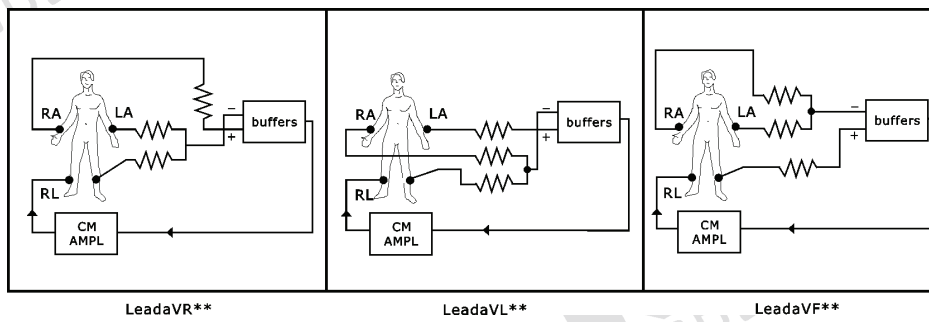 RA
LA
−
+
buffers
RL
CM
AMPL
LeadaVR**
RA
LA
−
+
buffers
RL
CM
AMPL
LeadaVL**
RA
LA
−
+
buffers
RL
CM
AMPL
LeadaVF**